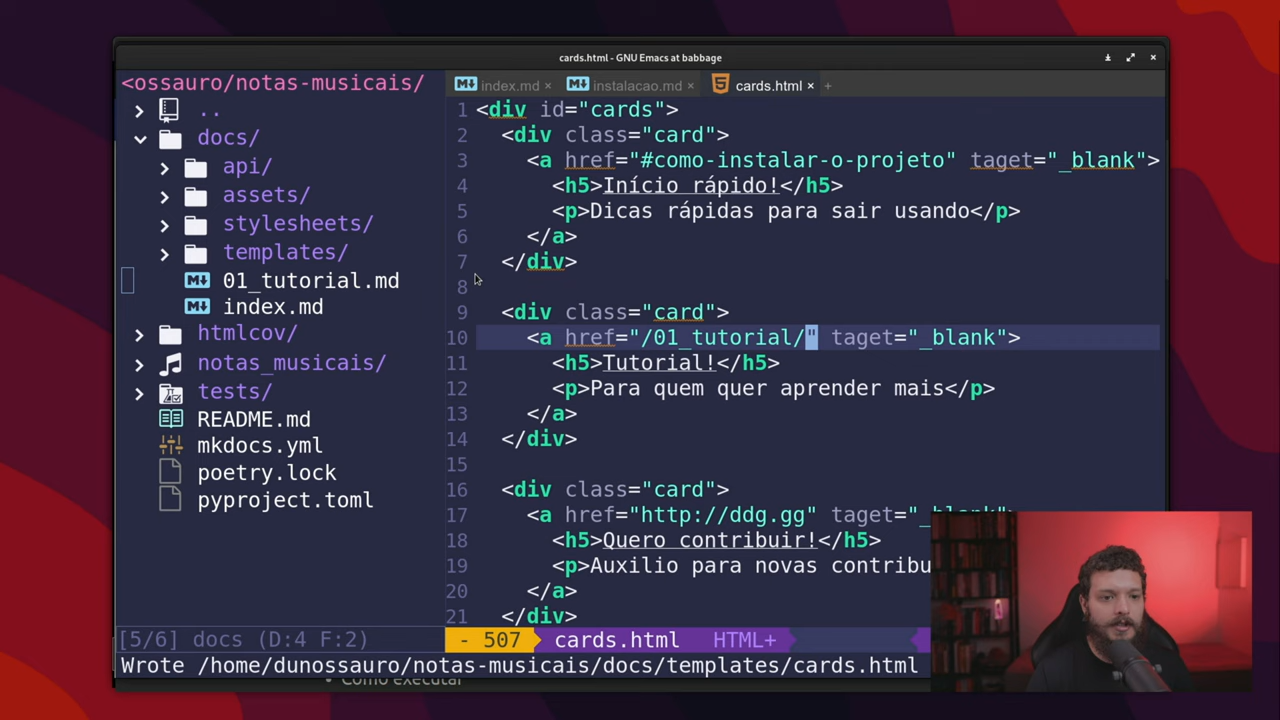 cards.html - GNU Emacs at babbage
<ossauro/notas-musicais/
index.md ×
instalacao.md ×
cards.html ×
+
..
docs/
api/
assets/
stylesheets/
templates/
01_tutorial.md
index.md
htmlcov/
notas_musicais/
tests/
README.md
mkdocs.yml
poetry.lock
pyproject.toml
1 <div id="cards">
2 <div class="card">
3 <a href="#como-instalar-o-projeto" taget="_blank">
4 <h5>Início rápido!</h5>
5 <p>Dicas rápidas para sair usando</p>
6 </a>
7 </div>
8
9 <div class="card">
10 <a href="/01_tutorial/" taget="_blank">
11 <h5>Tutorial!</h5>
12 <p>Para quem quer aprender mais</p>
13 </a>
14 </div>
15
16 <div class="card">
17 <a href="http://ddg.gg" taget="_blank">
18 <h5>Quero contribuir!</h5>
19 <p>Auxilio para novas contribu
20 </a>
21 </div>
[5/6] docs (D:4 F:2)
- 507 cards.html HTML+
Wrote /home/dunossauro/notas-musicais/docs/templates/cards.html
• Como executar